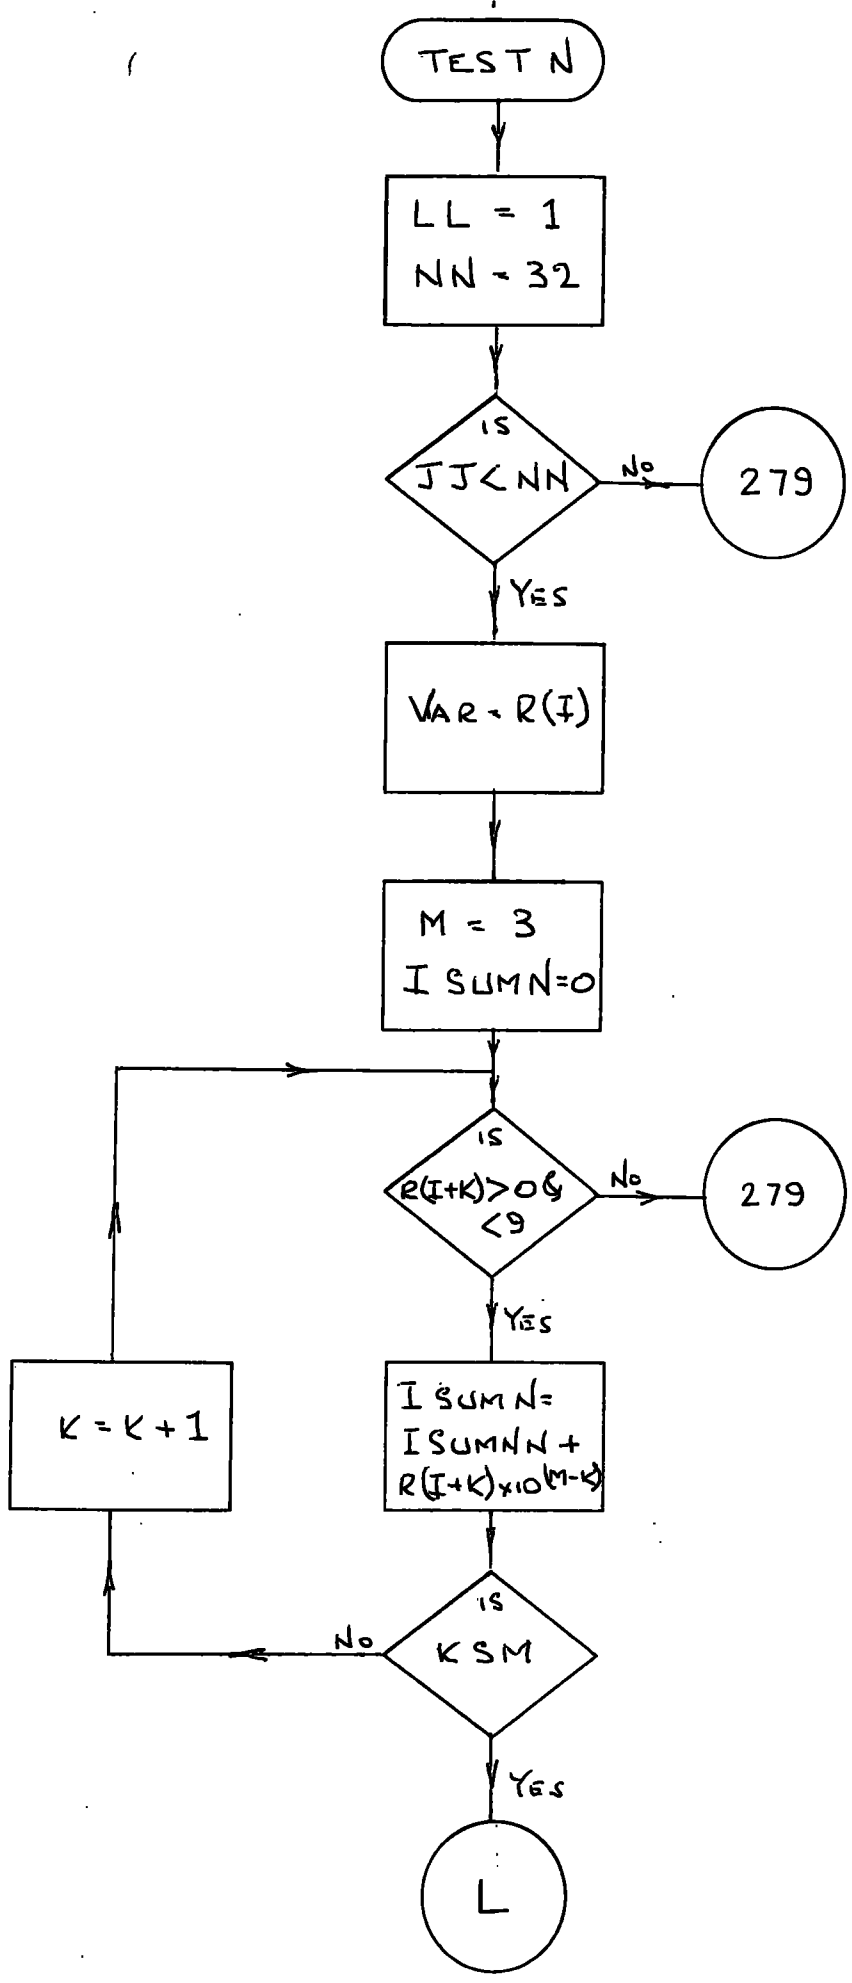 TEST N
LL = 1
NN = 32
IS
JJ < NN
No
279
YES
VAR = R(I)
M = 3
I SUMN=0
IS
R(I+K)>0&
<9
No
279
YES
K = K + 1
I SUMN=
I SUMNN +
R(I+K)x10(M-K)
IS
K S M
No
YES
L